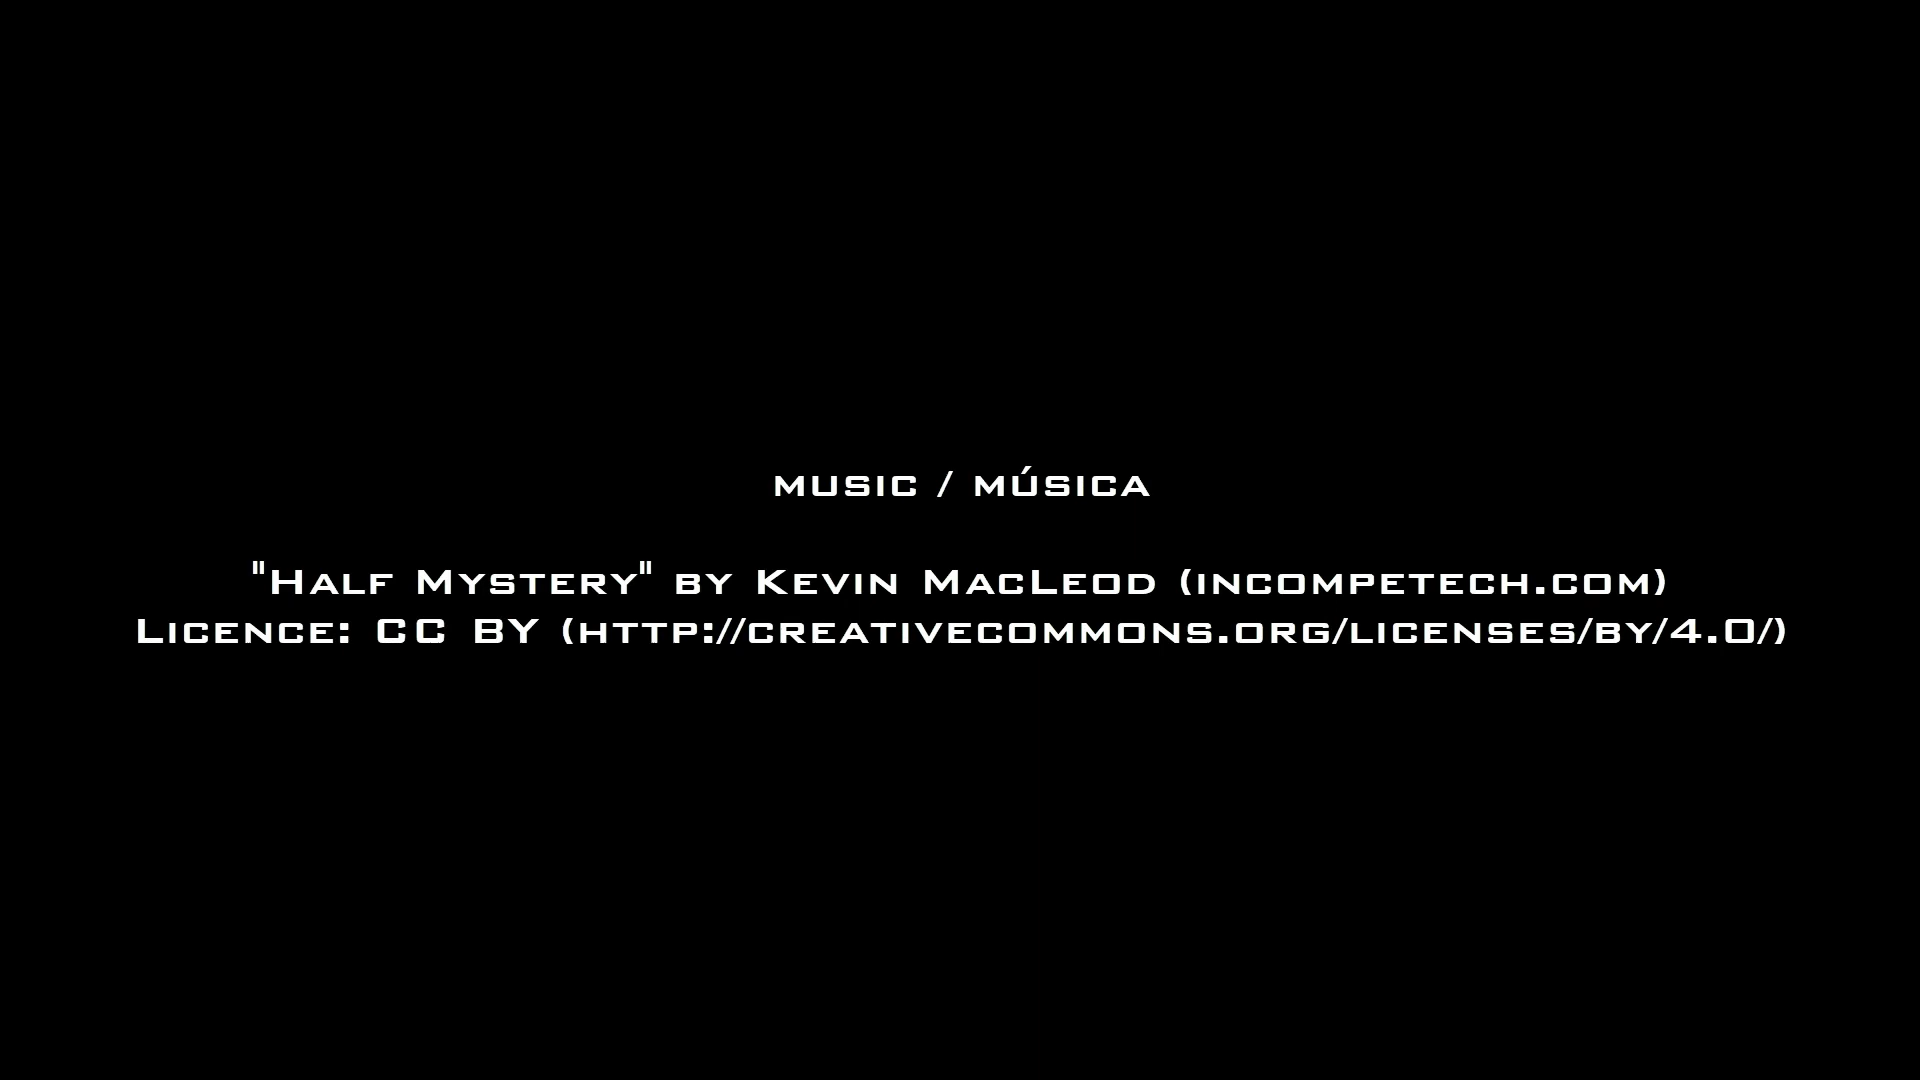 music / música
"Half Mystery" by Kevin MacLeod (incompetech.com)
Licence: CC BY (http://creativecommons.org/licenses/by/4.0/)